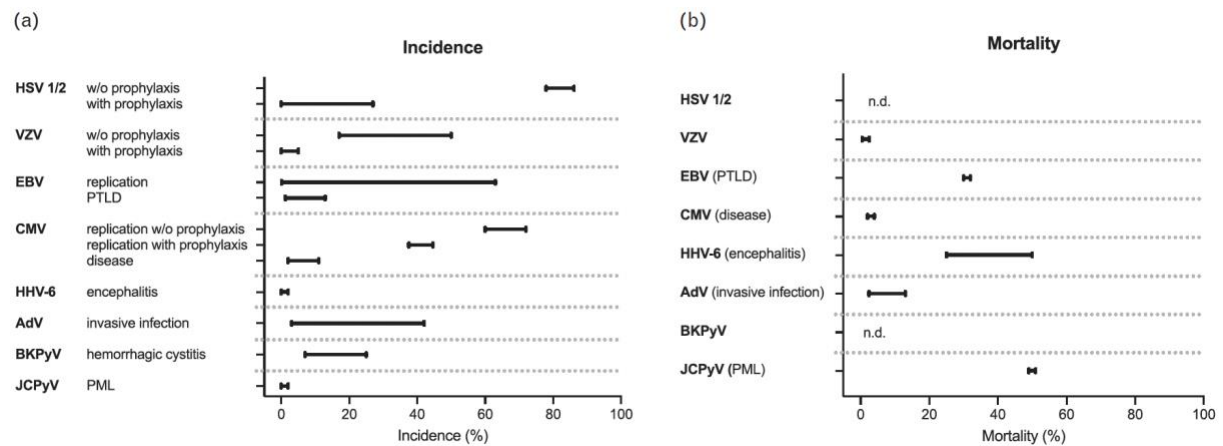 (a)
Incidence
HSV 1/2 w/o prophylaxis
with prophylaxis
VZV w/o prophylaxis
with prophylaxis
EBV replication
PTLD
CMV replication w/o prophylaxis
replication with prophylaxis
disease
HHV-6 encephalitis
AdV invasive infection
BKPyV hemorrhagic cystitis
JCPyV PML
0 20 40 60 80 100
Incidence (%)
(b)
Mortality
HSV 1/2 n.d.
VZV
EBV (PTLD)
CMV (disease)
HHV-6 (encephalitis)
AdV (invasive infection)
BKPyV n.d.
JCPyV (PML)
0 20 40 60 80 100
Mortality (%)